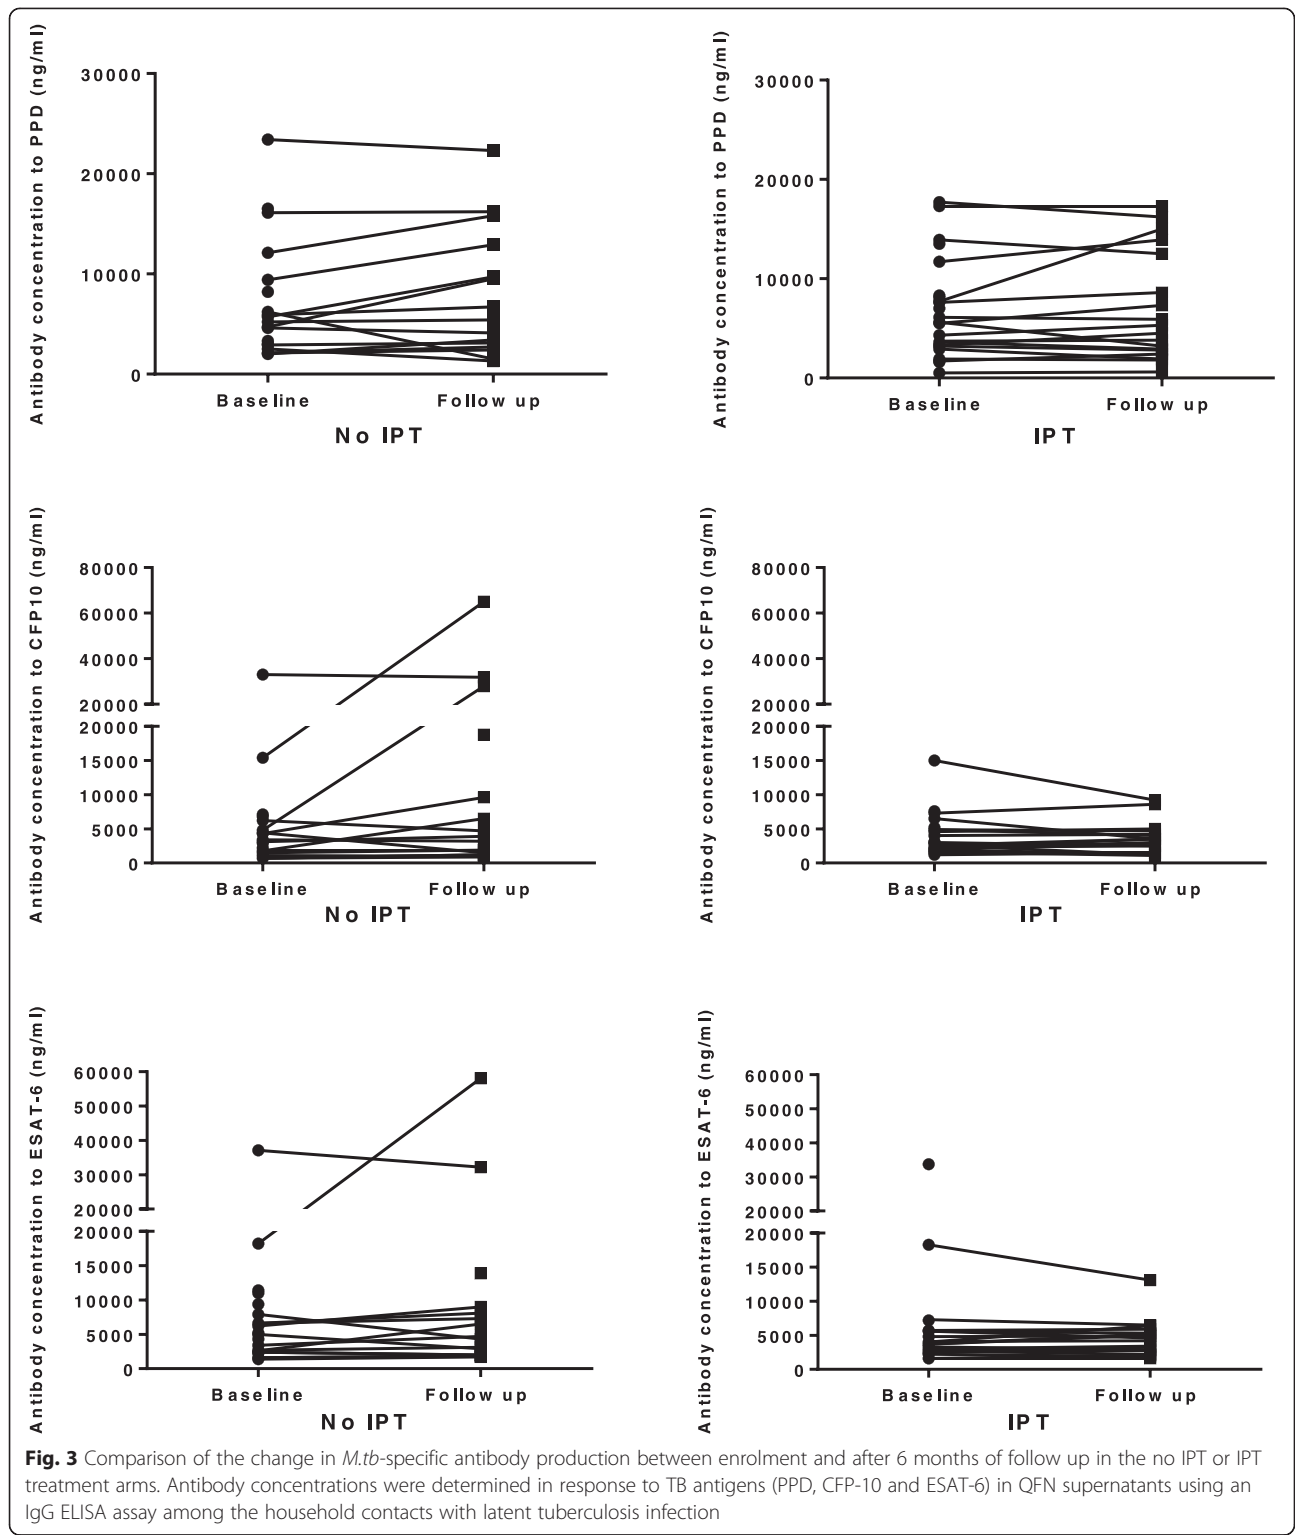 Antibody concentration to PPD (ng/ml)
30000
20000
10000
0
Baseline
Follow up
No IPT
Antibody concentration to PPD (ng/ml)
30000
20000
10000
0
Baseline
Follow up
IPT
Antibody concentration to CFP10 (ng/ml)
80000
60000
40000
20000
20000
15000
10000
5000
0
Baseline
Follow up
No IPT
Antibody concentration to CFP10 (ng/ml)
80000
60000
40000
20000
20000
15000
10000
5000
0
Baseline
Follow up
IPT
Antibody concentration to ESAT-6 (ng/ml)
60000
50000
40000
30000
20000
20000
15000
10000
5000
0
Baseline
Follow up
No IPT
Antibody concentration to ESAT-6 (ng/ml)
60000
50000
40000
30000
20000
20000
15000
10000
5000
0
Baseline
Follow up
IPT
Fig. 3 Comparison of the change in M.tb-specific antibody production between enrolment and after 6 months of follow up in the no IPT or IPT
treatment arms. Antibody concentrations were determined in response to TB antigens (PPD, CFP-10 and ESAT-6) in QFN supernatants using an
IgG ELISA assay among the household contacts with latent tuberculosis infection